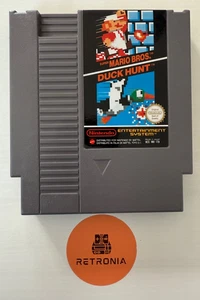 SUPER
MARIO BROS.
DUCK HUNT
Nintendo
ENTERTAINMENT
SYSTEM
RETRONIA